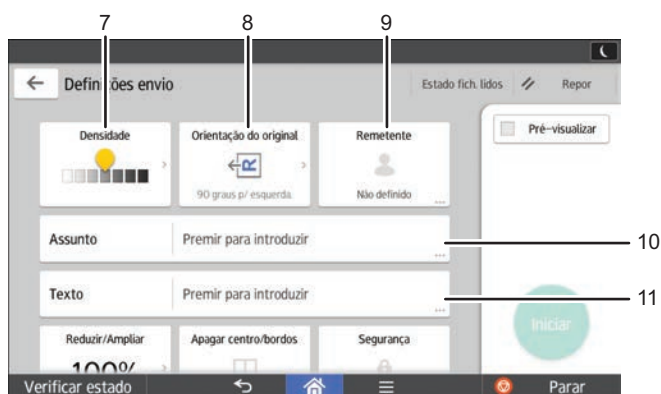 7 8 9
Definições envio Estado fich. lidos Repor
Densidade Orientação do original Remetente Pré-visualizar
R
90 graus p/ esquerda Não definido
Assunto Premir para introduzir ... 10
Texto Premir para introduzir ... 11
Iniciar
Reduzir/Ampliar Apagar centro/bordos Segurança
100%
Verificar estado Parar